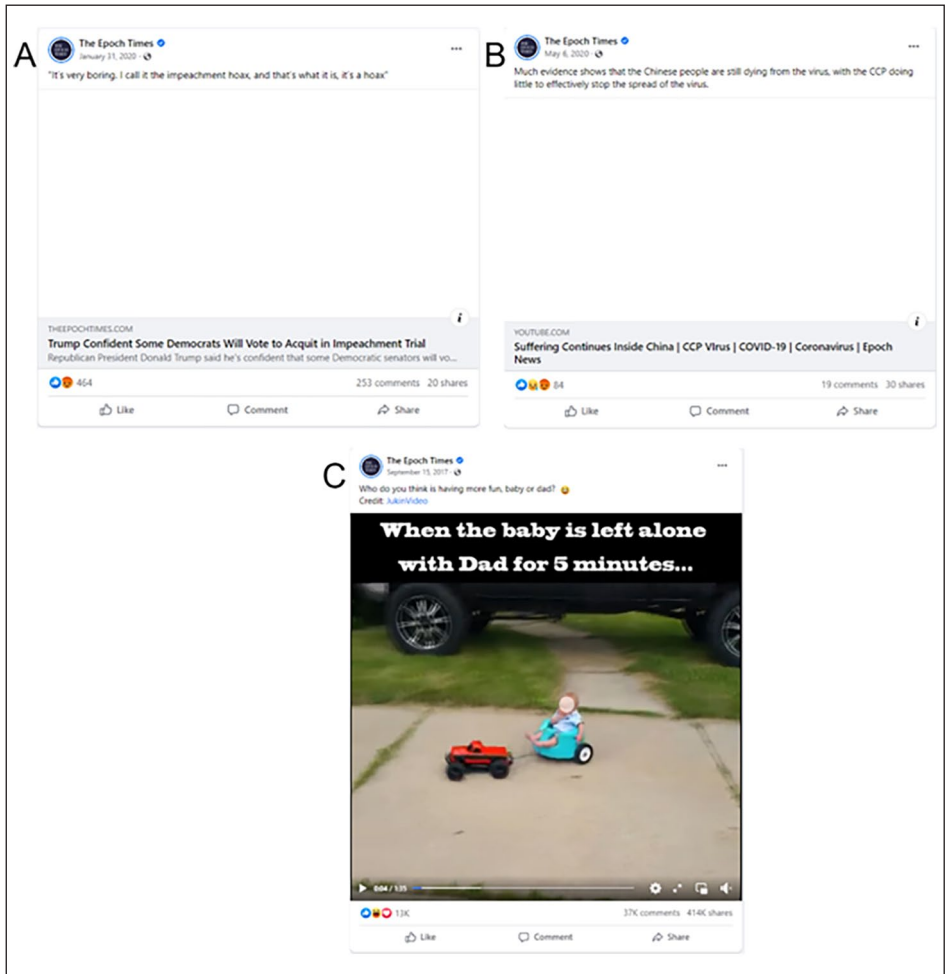 A
The Epoch Times
January 31, 2020 ·
"It's very boring. I call it the impeachment hoax, and that's what it is, it's a hoax"
THEEPOCHTIMES.COM
Trump Confident Some Democrats Will Vote to Acquit in Impeachment Trial
Republican President Donald Trump said he's confident that some Democratic senators will vo...
464
253 comments 20 shares
Like Comment Share
B
The Epoch Times
May 6, 2020 ·
Much evidence shows that the Chinese people are still dying from the virus, with the CCP doing
little to effectively stop the spread of the virus.
YOUTUBE.COM
Suffering Continues Inside China | CCP VIrus | COVID-19 | Coronavirus | Epoch
News
84
19 comments 30 shares
Like Comment Share
C
The Epoch Times
September 15, 2017 ·
Who do you think is having more fun, baby or dad?
Credit: JukinVideo
When the baby is left alone
with Dad for 5 minutes...
0:04 / 1:35
13K
37K comments 414K shares
Like Comment Share